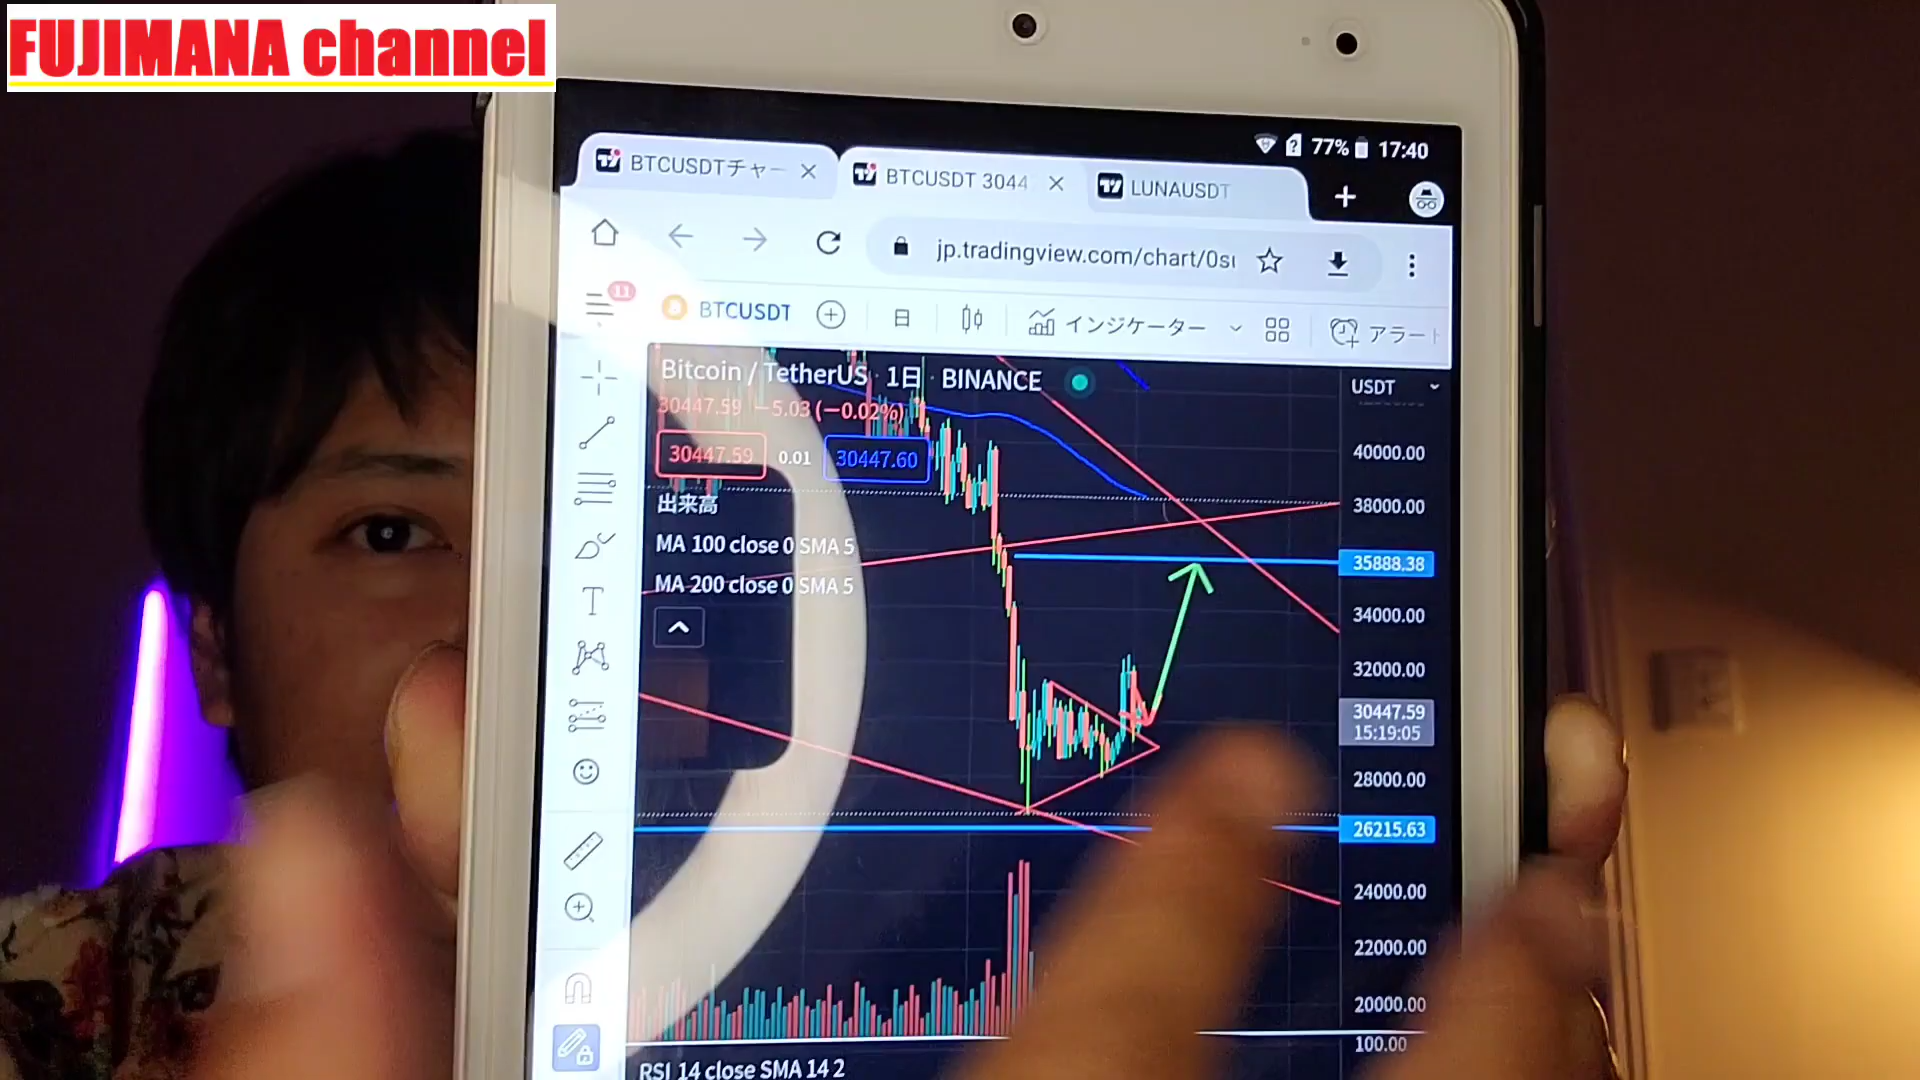 FUJIMANA channel
77% 17:40
BTCUSDTチャー
BTCUSDT 3044
LUNAUSDT
jp.tradingview.com/chart/0su
11
BTCUSDT
日
インジケーター
アラート
Bitcoin / TetherUS · 1日 · BINANCE
USDT
30447.59 −5.03 (−0.02%)
30447.59 0.01 30447.60
出来高
MA 100 close 0 SMA 5
MA 200 close 0 SMA 5
40000.00
38000.00
35888.38
34000.00
32000.00
30447.59
15:19:05
28000.00
26215.63
24000.00
22000.00
20000.00
100.00
RSI 14 close SMA 14 2